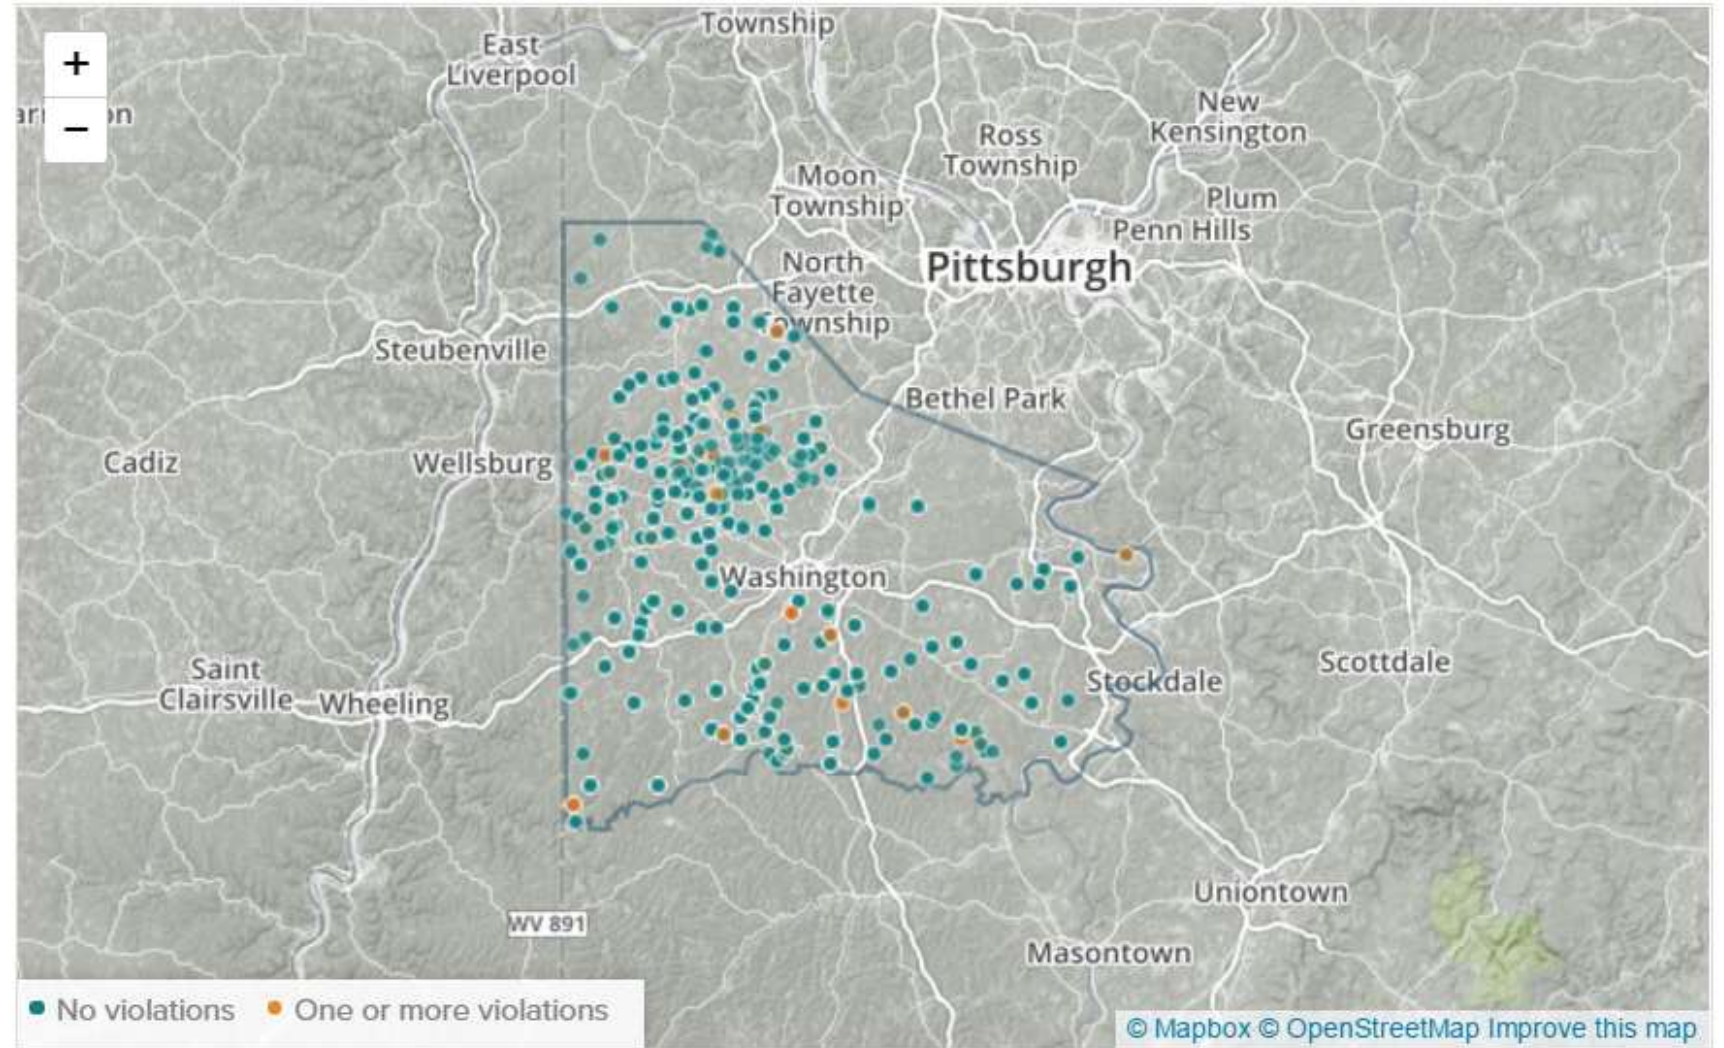 Township
+
East
Liverpool
−
New
Kensington
Ross
Township
Moon
Township
Plum
Penn Hills
Pittsburgh
North
Fayette
Township
Steubenville
Bethel Park
Greensburg
Cadiz
Wellsburg
Washington
Saint
Clairsville
Wheeling
Stockdale
Scottdale
Uniontown
WV 891
Masontown
No violations
One or more violations
© Mapbox © OpenStreetMap Improve this map